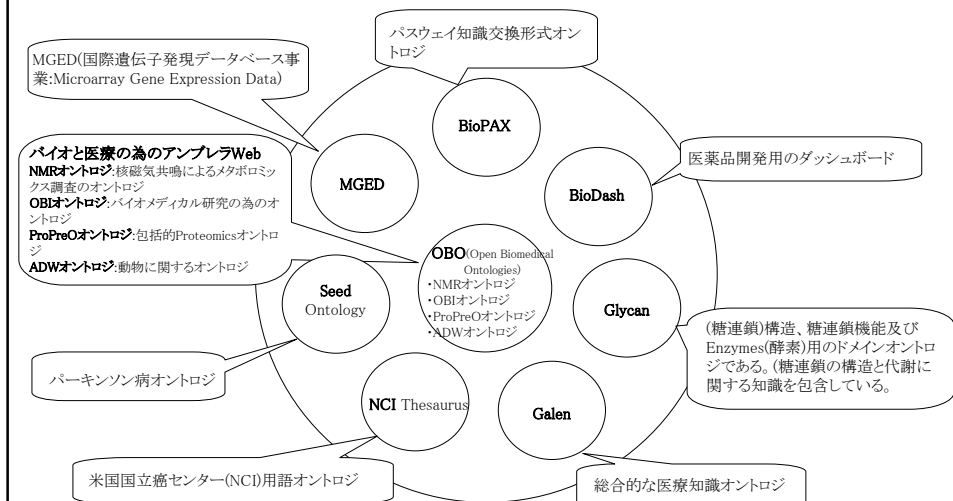 パスウェイ知識交換形式オン
トロジ
MGED(国際遺伝子発現データベース事
業:Microarray Gene Expression Data)
BioPAX
バイオと医療の為のアンブレラWeb
NMRオントロジ:核磁気共鳴によるメタボロミッ
クス調査のオントロジ
OBIオントロジ:バイオメディカル研究の為のオ
ントロジ
ProPreOオントロジ:包括的Proteomicsオントロ
ジ
ADWオントロジ:動物に関するオントロジ
MGED
医薬品開発用のダッシュボード
BioDash
OBO(Open Biomedical
Ontologies)
・NMRオントロジ
・OBIオントロジ
・ProPreOオントロジ
・ADWオントロジ
Seed
Ontology
Glycan
(糖連鎖)構造、糖連鎖機能及び
Enzymes(酵素)用のドメインオントロ
ジである。(糖連鎖の構造と代謝に
関する知識を包含している。
パーキンソン病オントロジ
NCI Thesaurus
Galen
米国国立癌センター(NCI)用語オントロジ
総合的な医療知識オントロジ